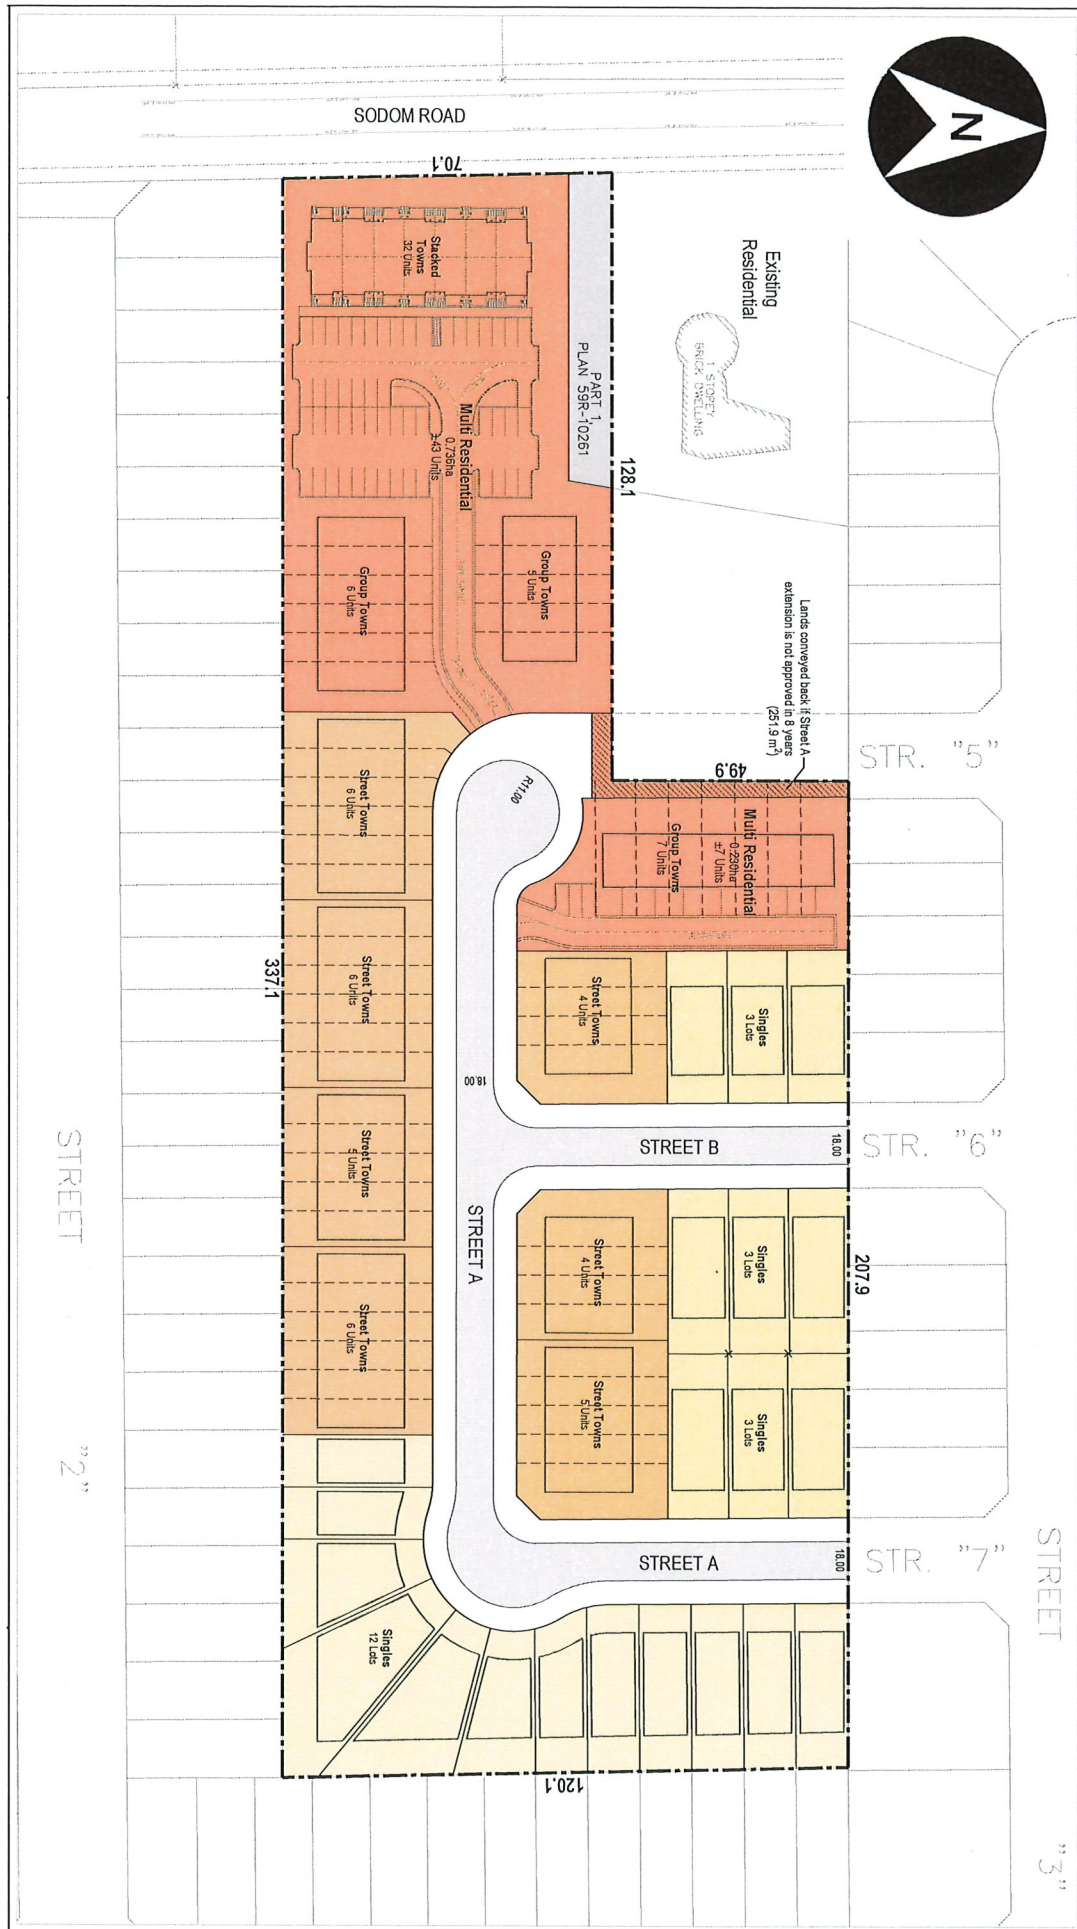 SODOM ROAD
N
70.1
Stacked
Towns
32 Units
PART 1,
PLAN 59R-10261
Existing
Residential
1 STOREY
BRICK DWELLING
128.1
Multi Residential
0.736ha
±43 Units
Group Towns
5 Units
Group Towns
6 Units
Lands conveyed back if Street A
extension is not approved in 8 years
(251.9 m²)
STR. "5"
49.9
R11.00
Multi Residential
0.230ha
±7 Units
Group Towns
7 Units
Street Towns
6 Units
Street Towns
6 Units
337.1
Street Towns
4 Units
Singles
3 Lots
18.00
STREET B
18.00
STR. "6"
Street Towns
5 Units
STREET A
Street Towns
4 Units
Singles
3 Lots
207.9
Street Towns
6 Units
Street Towns
5 Units
Singles
3 Lots
STREET "2"
STREET A
18.00
STR. "7"
STREET "3"
Singles
12 Lots
120.1